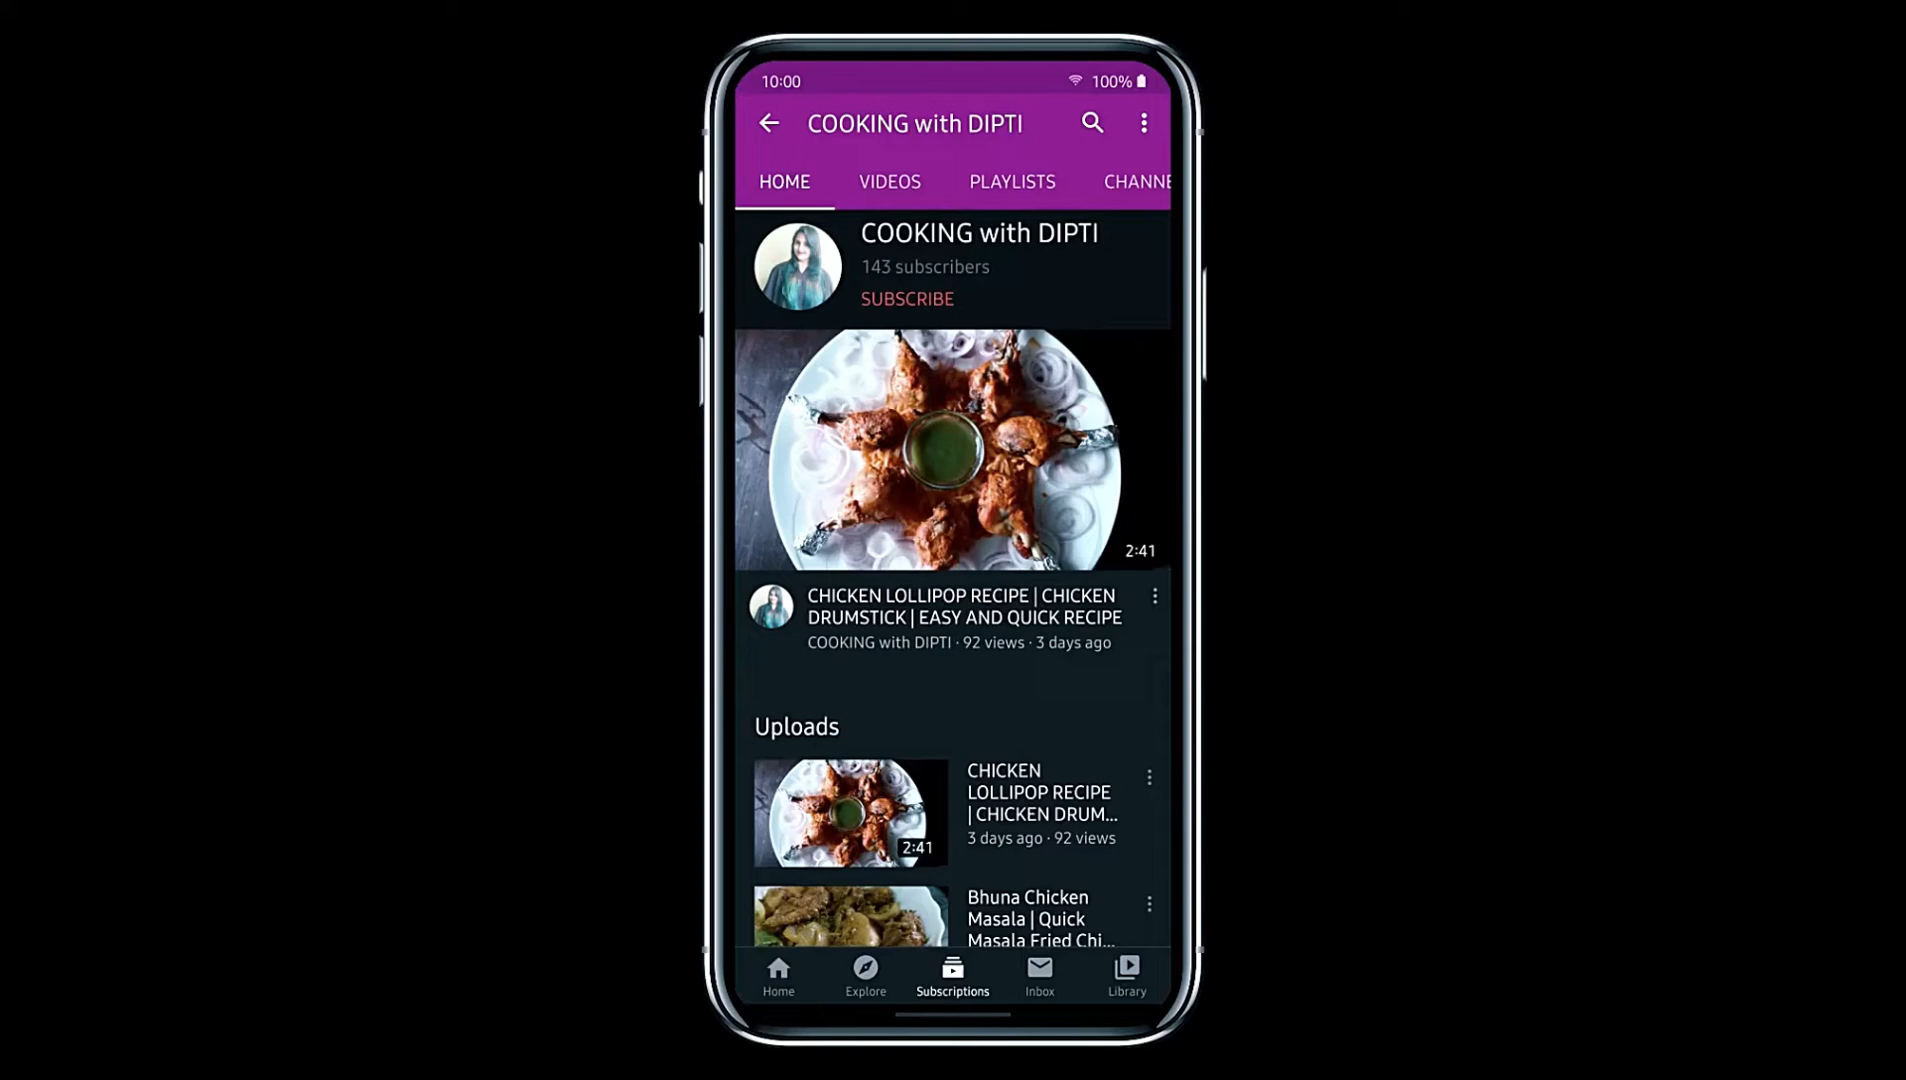 10:00
100%
COOKING with DIPTI
HOME VIDEOS PLAYLISTS CHANNE
COOKING with DIPTI
143 subscribers
SUBSCRIBE
2:41
CHICKEN LOLLIPOP RECIPE | CHICKEN
DRUMSTICK | EASY AND QUICK RECIPE
COOKING with DIPTI · 92 views · 3 days ago
Uploads
CHICKEN
LOLLIPOP RECIPE
| CHICKEN DRUM...
3 days ago · 92 views
2:41
Bhuna Chicken
Masala | Quick
Masala Fried Chi...
Home Explore Subscriptions Inbox Library